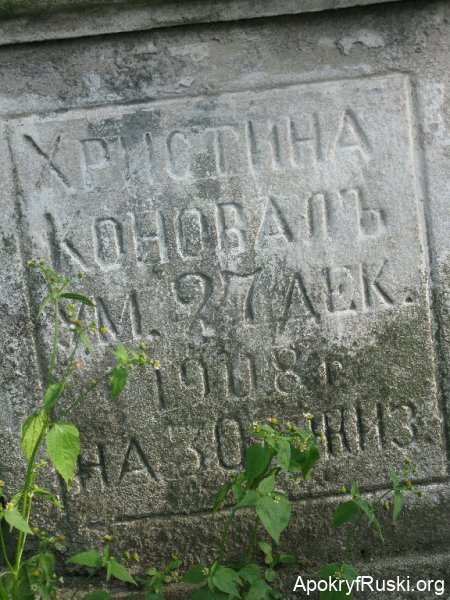 ХРИСТИНА
КОНОВАЛЪ
УМ. 27 ДЕК.
1908 г.
НА 30 г. ЖИЗ.
ApokryfRuski.org